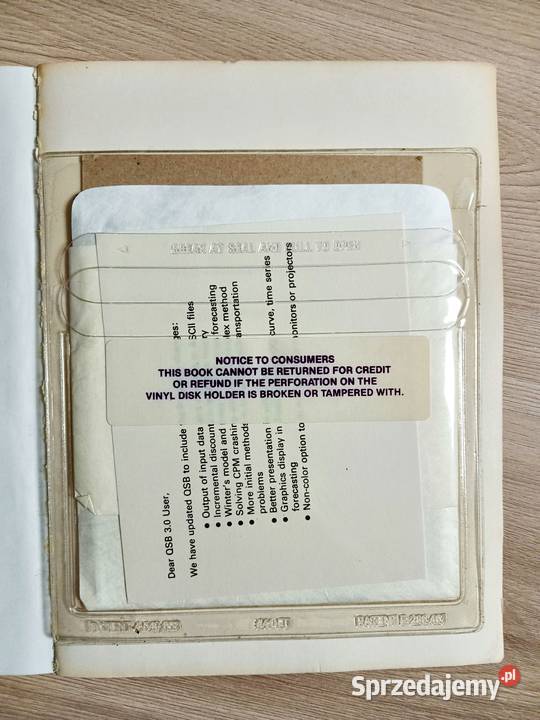 NOTICE TO CONSUMERS
THIS BOOK CANNOT BE RETURNED FOR CREDIT
OR REFUND IF THE PERFORATION ON THE
VINYL DISK HOLDER IS BROKEN OR TAMPERED WITH.
Dear QSB 3.0 User,
We have updated QSB to include
ges:
● Output of input data
SCII files
● Incremental discount
● Winter's model and
forecasting
● Solving CPM crashin
lex method
● More initial methods
ansportation
problems
● Better presentation
curve, time series
● Graphics display in
forecasting
● Non-color option to
onitors or projectors
Sprzedajemy.pl